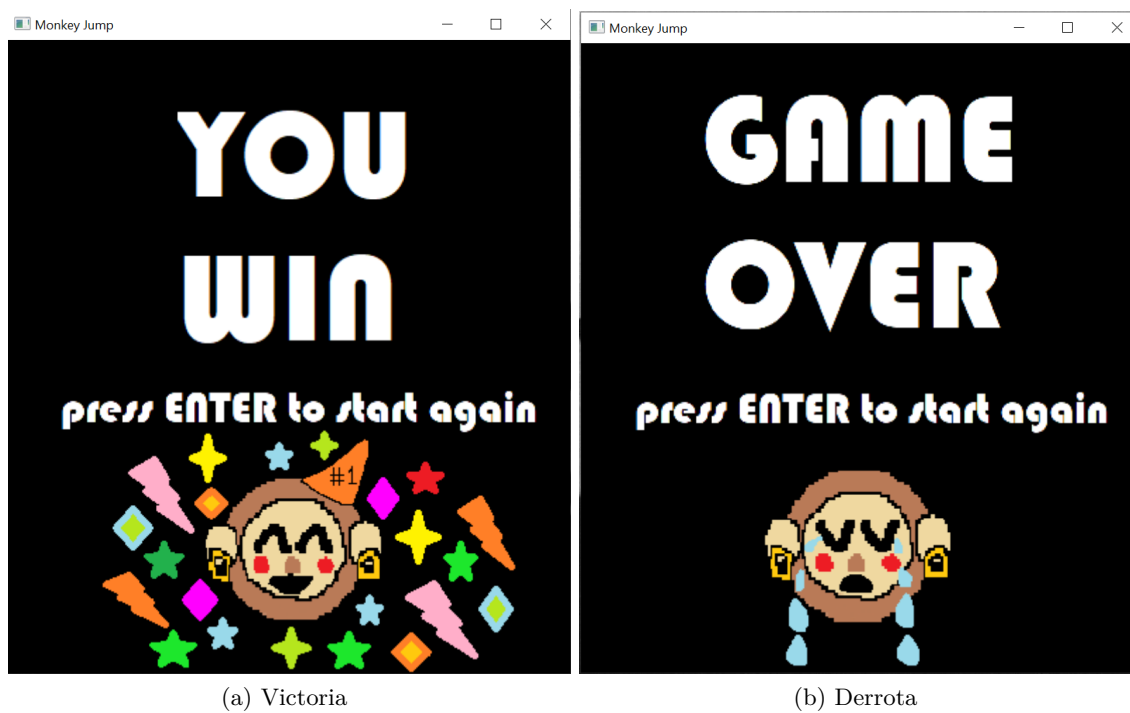 Monkey Jump
YOU
WIN
press ENTER to start again
#1
(a) Victoria
Monkey Jump
GAME
OVER
press ENTER to start again
(b) Derrota